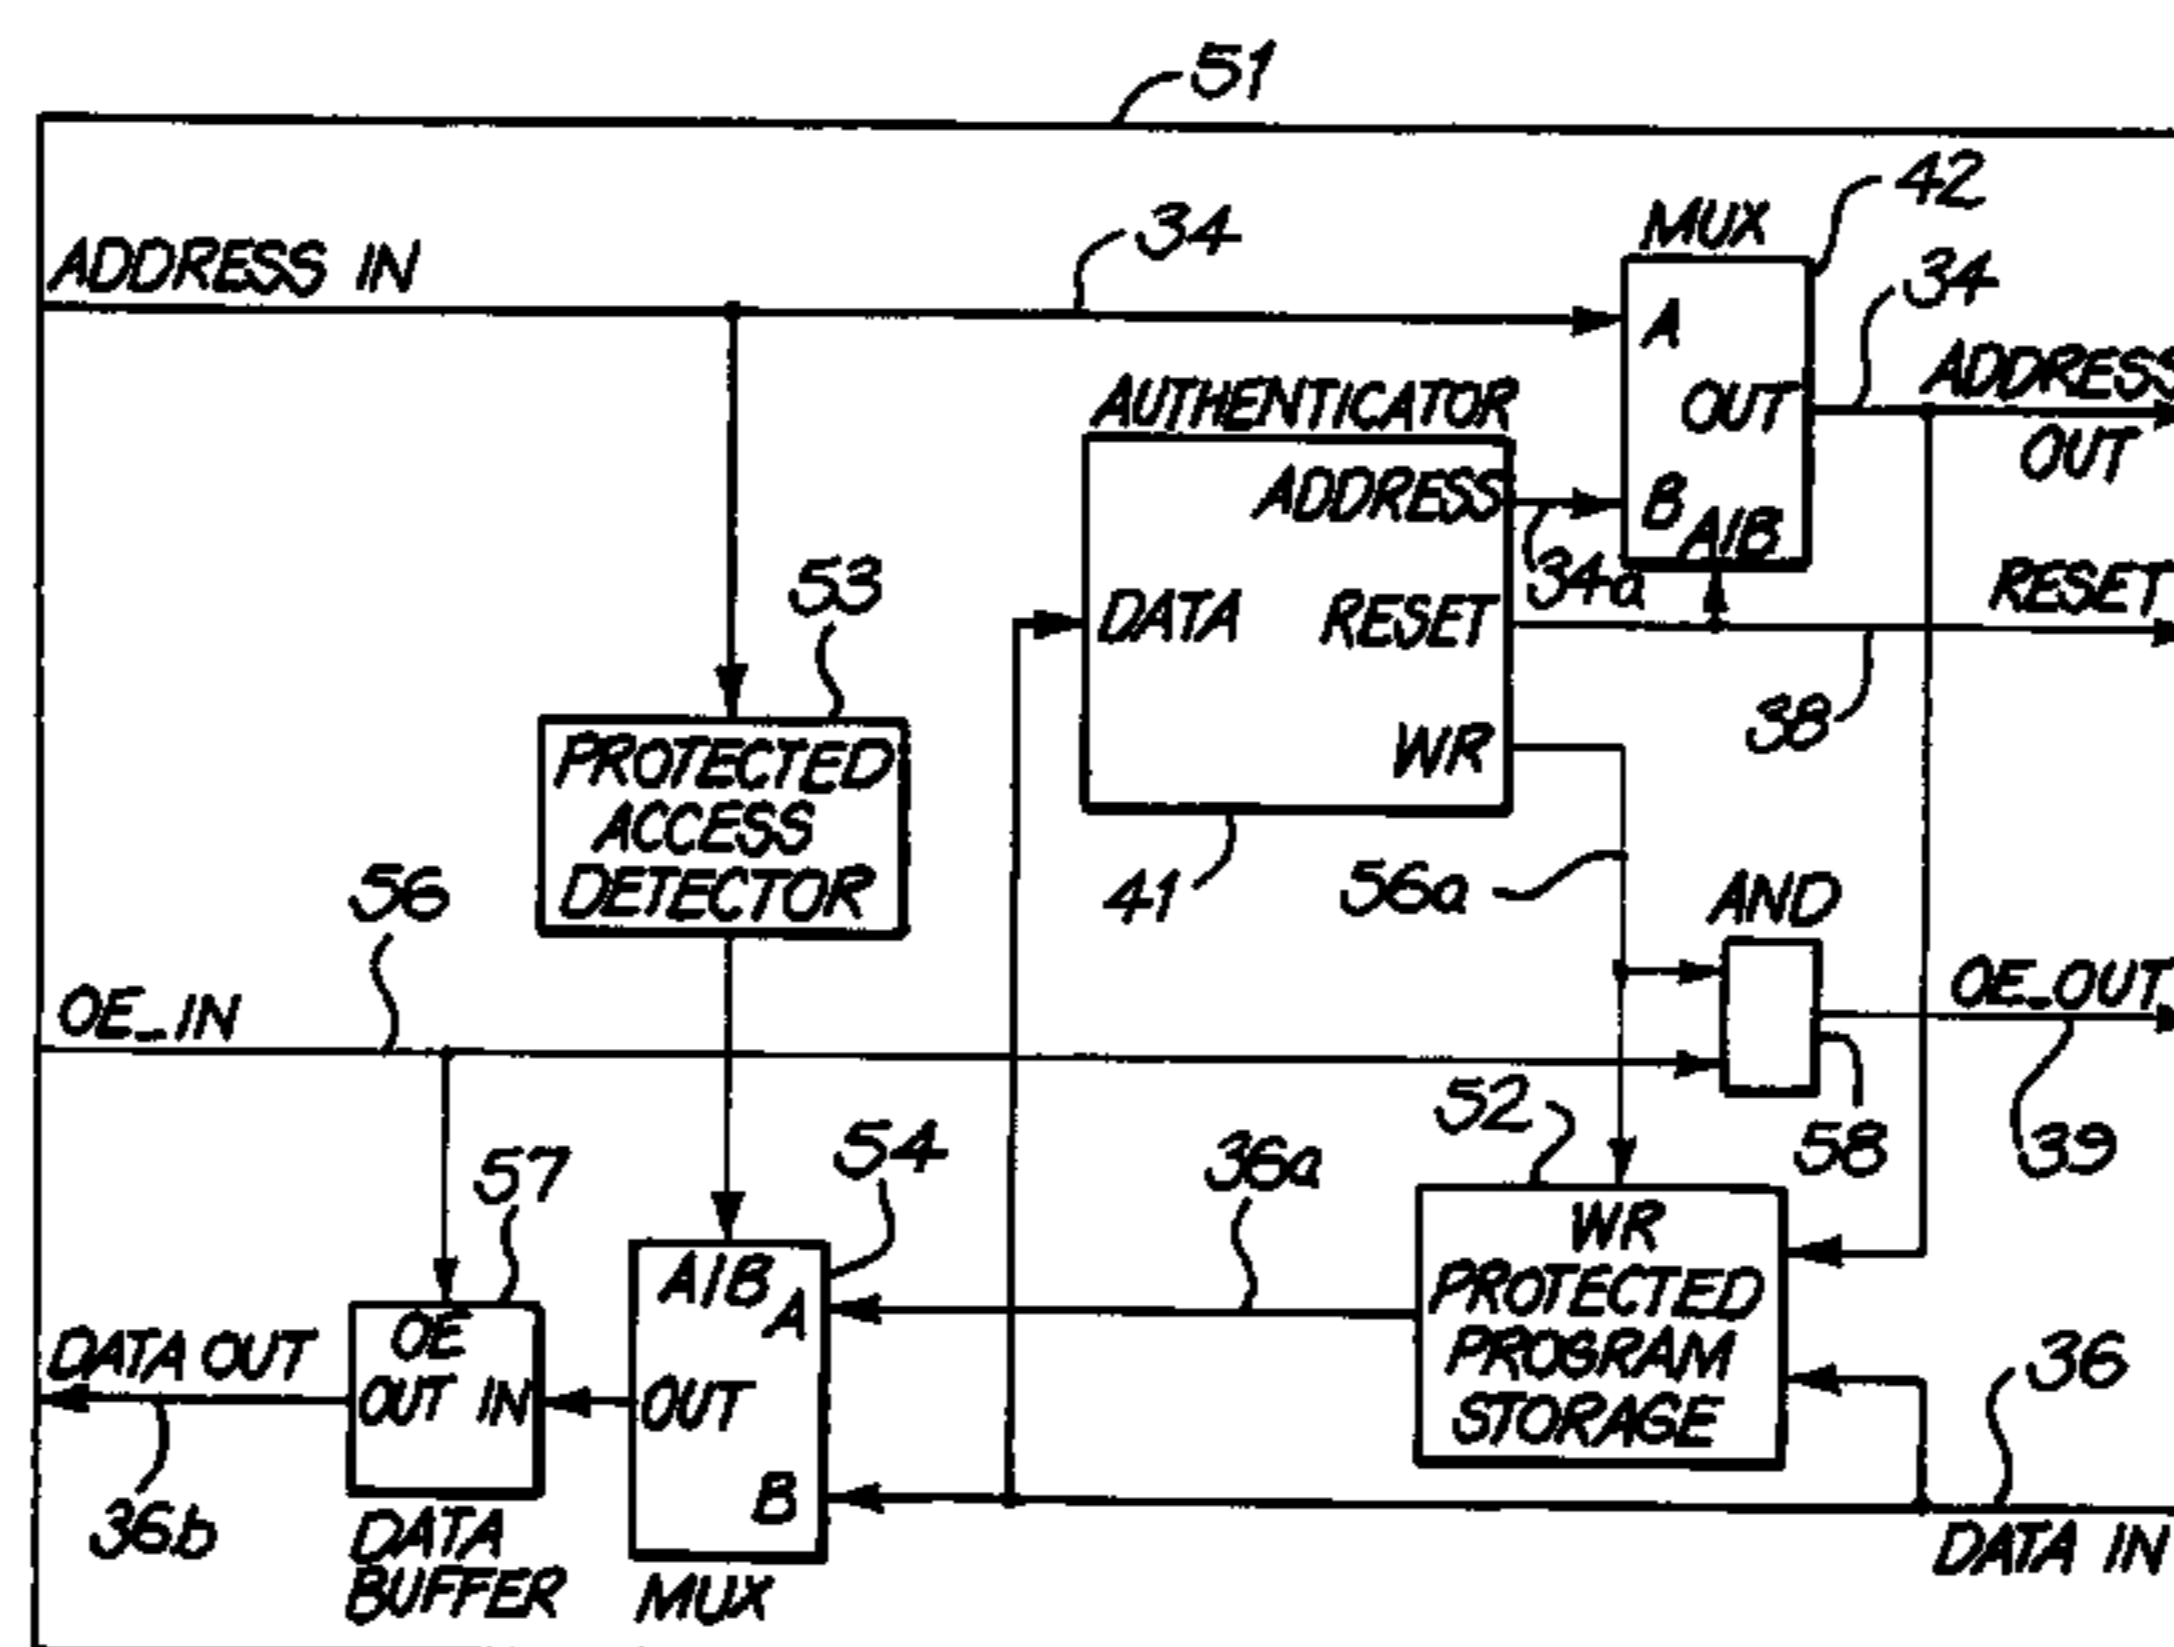 51
42
MUX
34
34
ADDRESS IN
A
ADDRESS
OUT
OUT
AUTHENTICATOR
ADDRESS
B
A/B
34a
RESET
DATA
RESET
53
38
WR
PROTECTED
ACCESS
DETECTOR
56
41
56a
AND
OE_IN
OE_OUT
52
58
39
54
36a
57
WR
PROTECTED
PROGRAM
STORAGE
A/B
A
OE
DATA OUT
OUT IN
OUT
36
B
36b
DATA
BUFFER
MUX
DATA IN